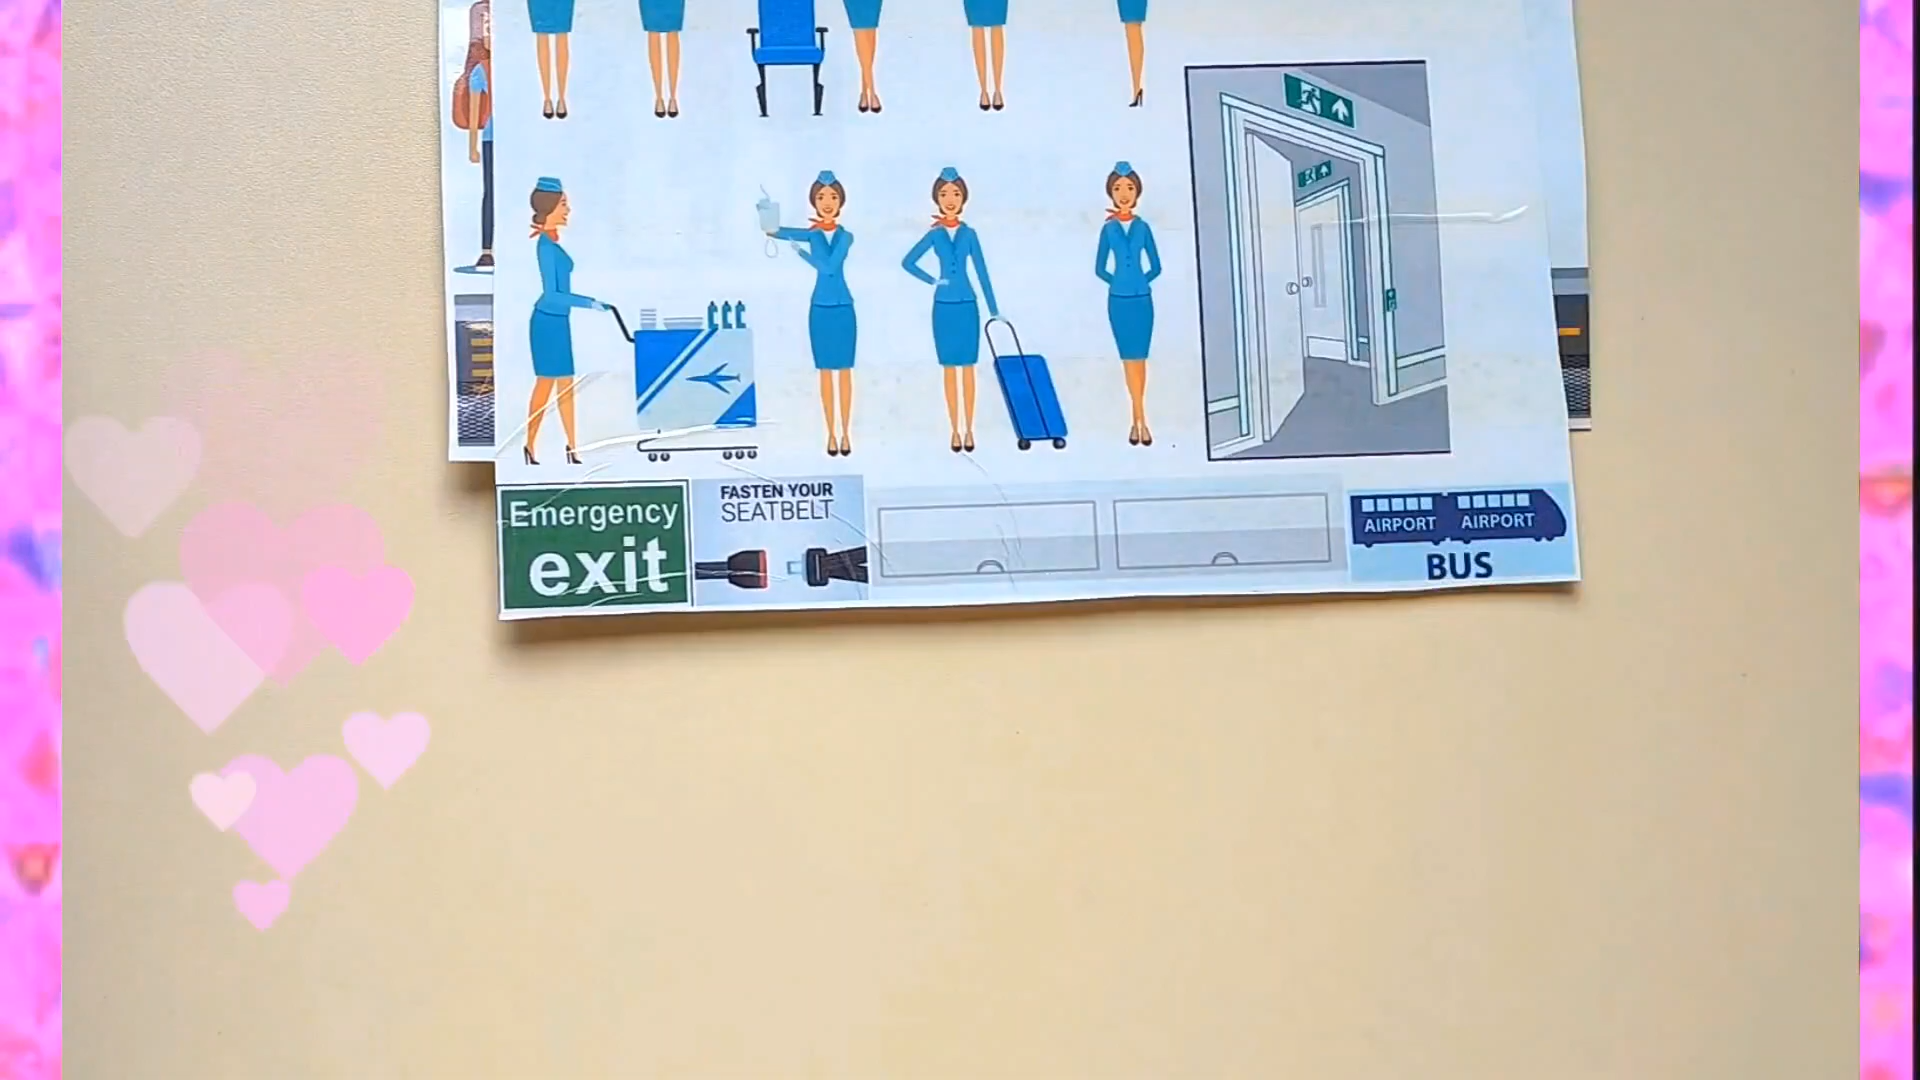 Emergency
exit
FASTEN YOUR
SEATBELT
AIRPORT AIRPORT
BUS